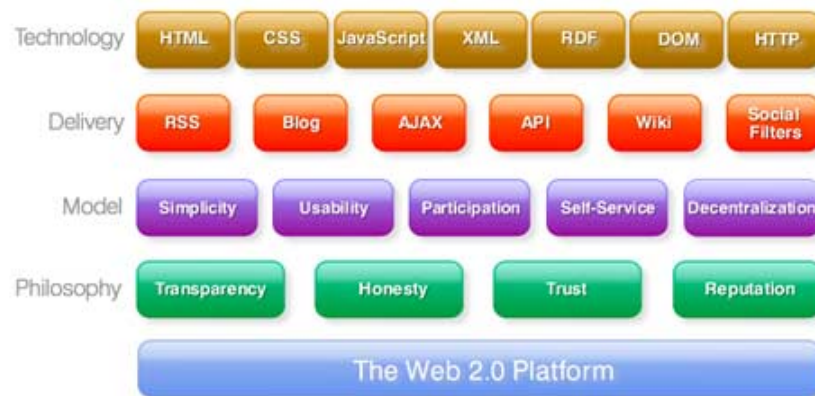 Technology HTML CSS JavaScript XML RDF DOM HTTP
Delivery RSS Blog AJAX API Wiki Social
Filters
Model Simplicity Usability Participation Self-Service Decentralization
Philosophy Transparency Honesty Trust Reputation
The Web 2.0 Platform